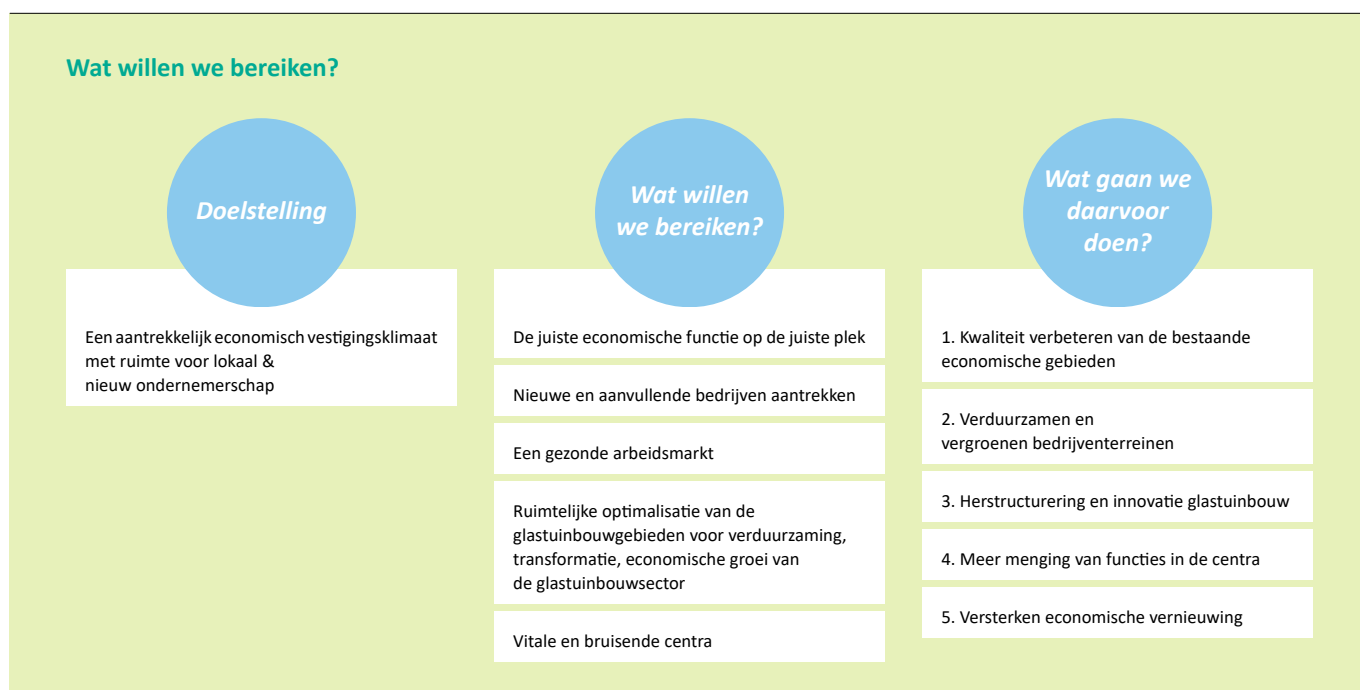 Wat willen we bereiken?
Doelstelling
Een aantrekkelijk economisch vestigingsklimaat
met ruimte voor lokaal &
nieuw ondernemerschap
Wat willen
we bereiken?
De juiste economische functie op de juiste plek
Nieuwe en aanvullende bedrijven aantrekken
Een gezonde arbeidsmarkt
Ruimtelijke optimalisatie van de
glastuinbouwgebieden voor verduurzaming,
transformatie, economische groei van
de glastuinbouwsector
Vitale en bruisende centra
Wat gaan we
daarvoor
doen?
1. Kwaliteit verbeteren van de bestaande
economische gebieden
2. Verduurzamen en
vergroenen bedrijventerreinen
3. Herstructurering en innovatie glastuinbouw
4. Meer menging van functies in de centra
5. Versterken economische vernieuwing